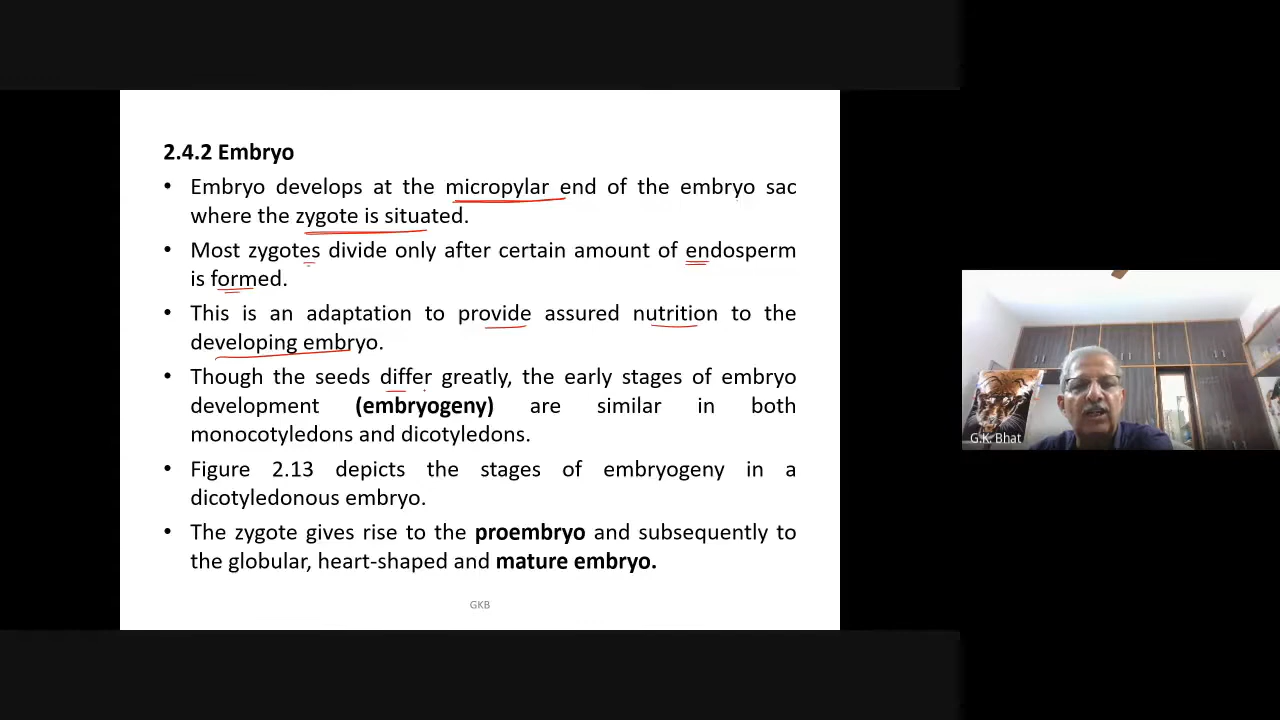 2.4.2 Embryo
• Embryo develops at the micropylar end of the embryo sac
where the zygote is situated.
• Most zygotes divide only after certain amount of endosperm
is formed.
• This is an adaptation to provide assured nutrition to the
developing embryo.
• Though the seeds differ greatly, the early stages of embryo
development (embryogeny) are similar in both
monocotyledons and dicotyledons.
• Figure 2.13 depicts the stages of embryogeny in a
dicotyledonous embryo.
• The zygote gives rise to the proembryo and subsequently to
the globular, heart-shaped and mature embryo.
GKB
G.K. Bhat